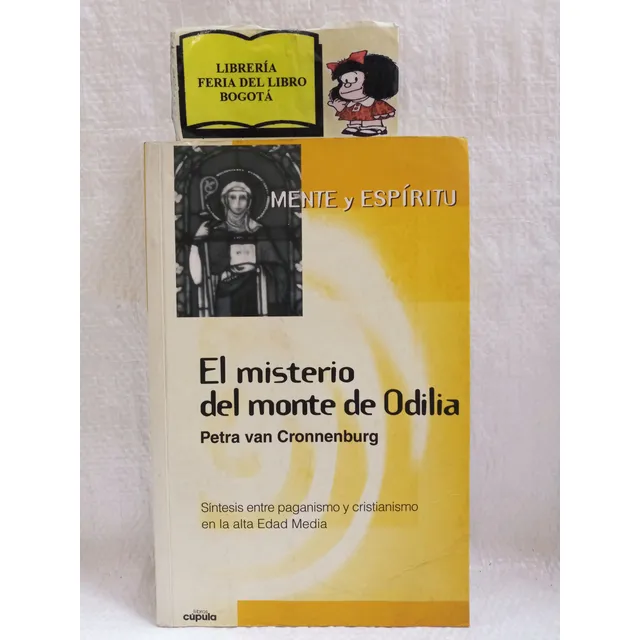 LIBRERÍA
FERIA DEL LIBRO
BOGOTÁ
MENTE y ESPÍRITU
El misterio
del monte de Odilia
Petra van Cronnenburg
Síntesis entre paganismo y cristianismo
en la alta Edad Media
libros
cúpula